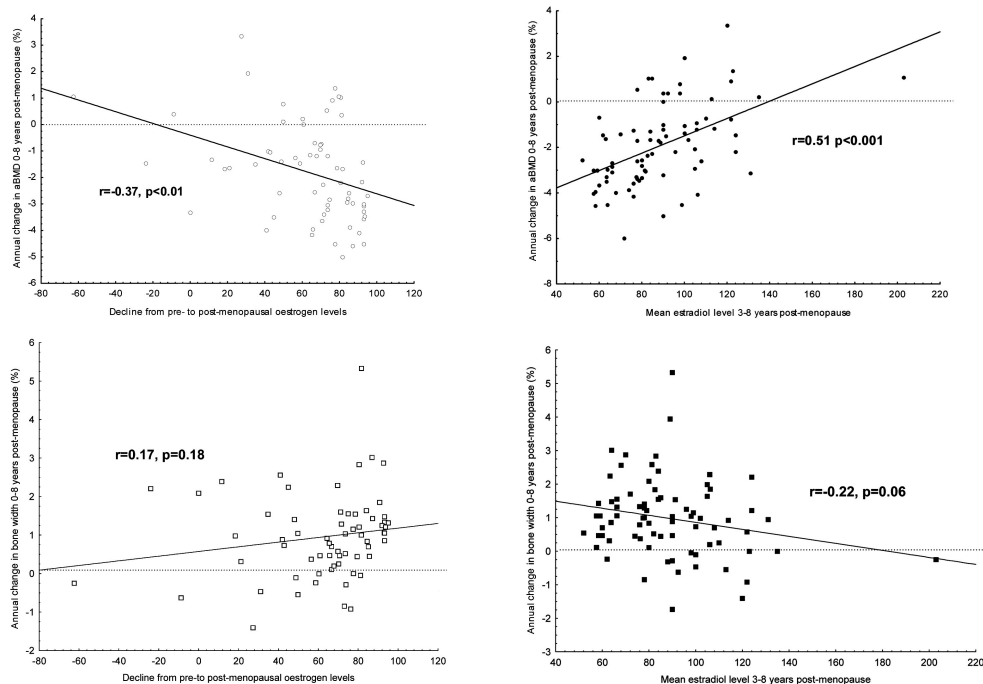 Annual change in aBMD 0-8 years post-menopause (%)
4
3
2
1
0
-1
-2
-3
-4
-5
-6
r=-0.37, p<0.01
-80 -60 -40 -20 0 20 40 60 80 100 120
Decline from pre- to post-menopausal oestrogen levels
Annual change in aBMD 0-8 years post-menopause (%)
4
2
0
-2
-4
-6
-8
r=0.51 p<0.001
40 60 80 100 120 140 160 180 200 220
Mean estradiol level 3-8 years post-menopause
Annual change in bone width 0-8 years post-menopause (%)
6
5
4
3
2
1
0
-1
-2
r=0.17, p=0.18
-80 -60 -40 -20 0 20 40 60 80 100 120
Decline from pre-to post-menopausal oestrogen levels
Annual change in bone width 0-8 years post-menopause (%)
6
5
4
3
2
1
0
-1
-2
-3
r=-0.22, p=0.06
40 60 80 100 120 140 160 180 200 220
Mean estradiol level 3-8 years post-menopause